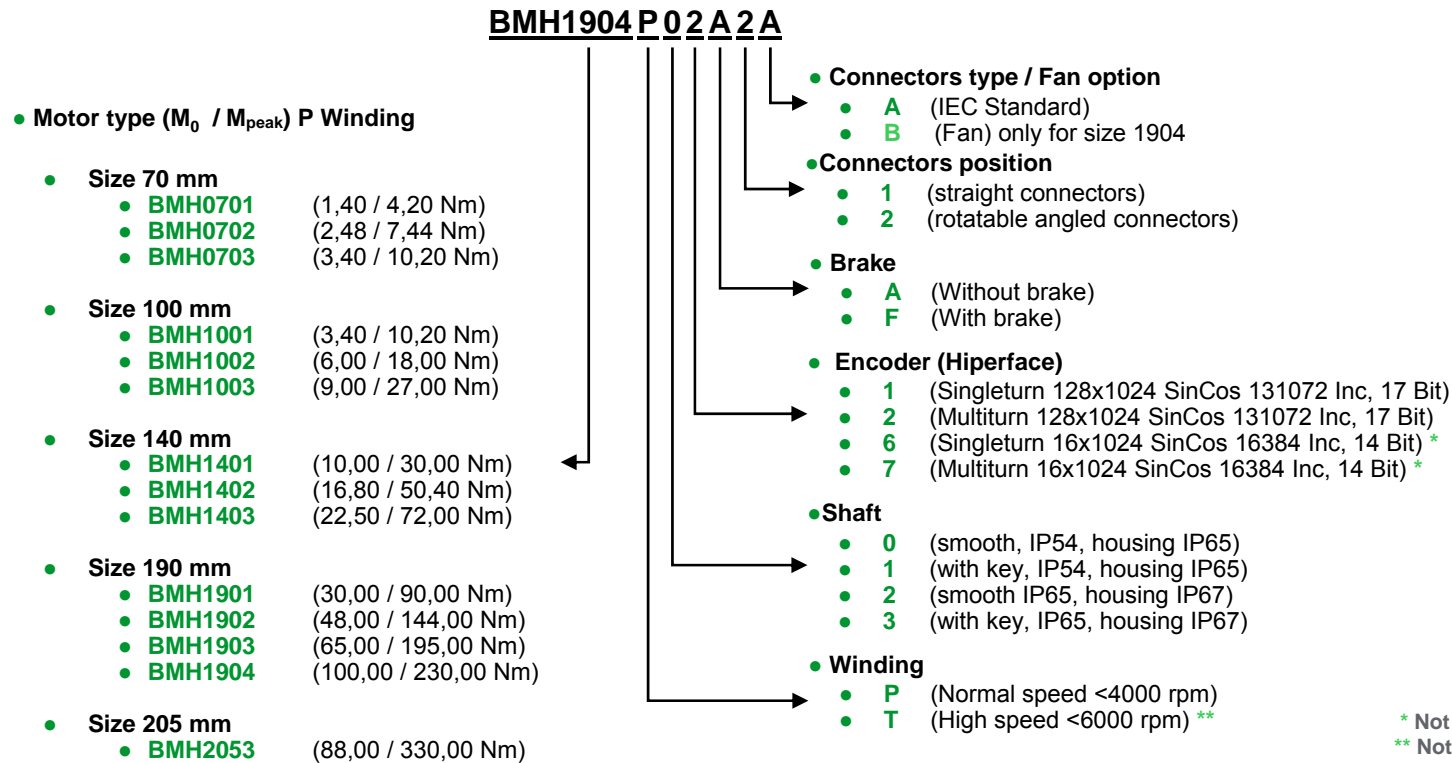 BMH1904 P 0 2 A 2 A
● Motor type (M0 / Mpeak) P Winding
● Size 70 mm
● BMH0701 (1,40 / 4,20 Nm)
● BMH0702 (2,48 / 7,44 Nm)
● BMH0703 (3,40 / 10,20 Nm)
● Size 100 mm
● BMH1001 (3,40 / 10,20 Nm)
● BMH1002 (6,00 / 18,00 Nm)
● BMH1003 (9,00 / 27,00 Nm)
● Size 140 mm
● BMH1401 (10,00 / 30,00 Nm)
● BMH1402 (16,80 / 50,40 Nm)
● BMH1403 (22,50 / 72,00 Nm)
● Size 190 mm
● BMH1901 (30,00 / 90,00 Nm)
● BMH1902 (48,00 / 144,00 Nm)
● BMH1903 (65,00 / 195,00 Nm)
● BMH1904 (100,00 / 230,00 Nm)
● Size 205 mm
● BMH2053 (88,00 / 330,00 Nm)
● Connectors type / Fan option
● A (IEC Standard)
● B (Fan) only for size 1904
●Connectors position
● 1 (straight connectors)
● 2 (rotatable angled connectors)
● Brake
● A (Without brake)
● F (With brake)
● Encoder (Hiperface)
● 1 (Singleturn 128x1024 SinCos 131072 Inc, 17 Bit)
● 2 (Multiturn 128x1024 SinCos 131072 Inc, 17 Bit)
● 6 (Singleturn 16x1024 SinCos 16384 Inc, 14 Bit) *
● 7 (Multiturn 16x1024 SinCos 16384 Inc, 14 Bit) *
●Shaft
● 0 (smooth, IP54, housing IP65)
● 1 (with key, IP54, housing IP65)
● 2 (smooth IP65, housing IP67)
● 3 (with key, IP65, housing IP67)
● Winding
● P (Normal speed <4000 rpm)
● T (High speed <6000 rpm) **
* Not
** Not